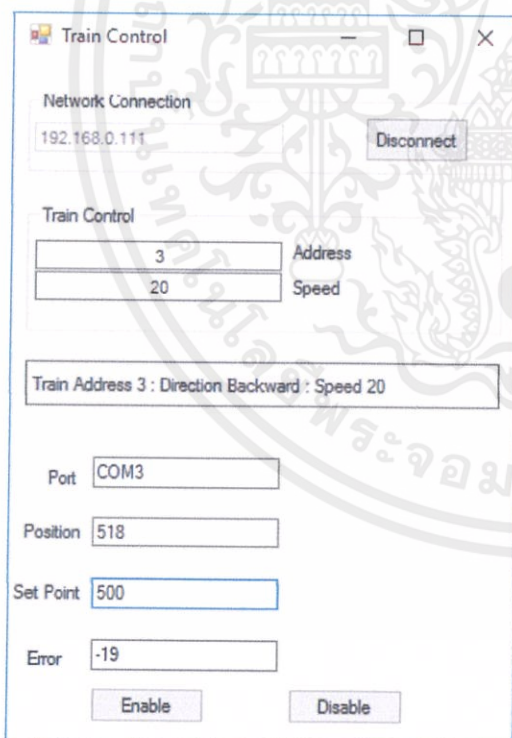 Train Control
Network Connection
192.168.0.111 Disconnect
Train Control
3 Address
20 Speed
Train Address 3 : Direction Backward : Speed 20
Port COM3
Position 518
Set Point 500
Error -19
Enable Disable